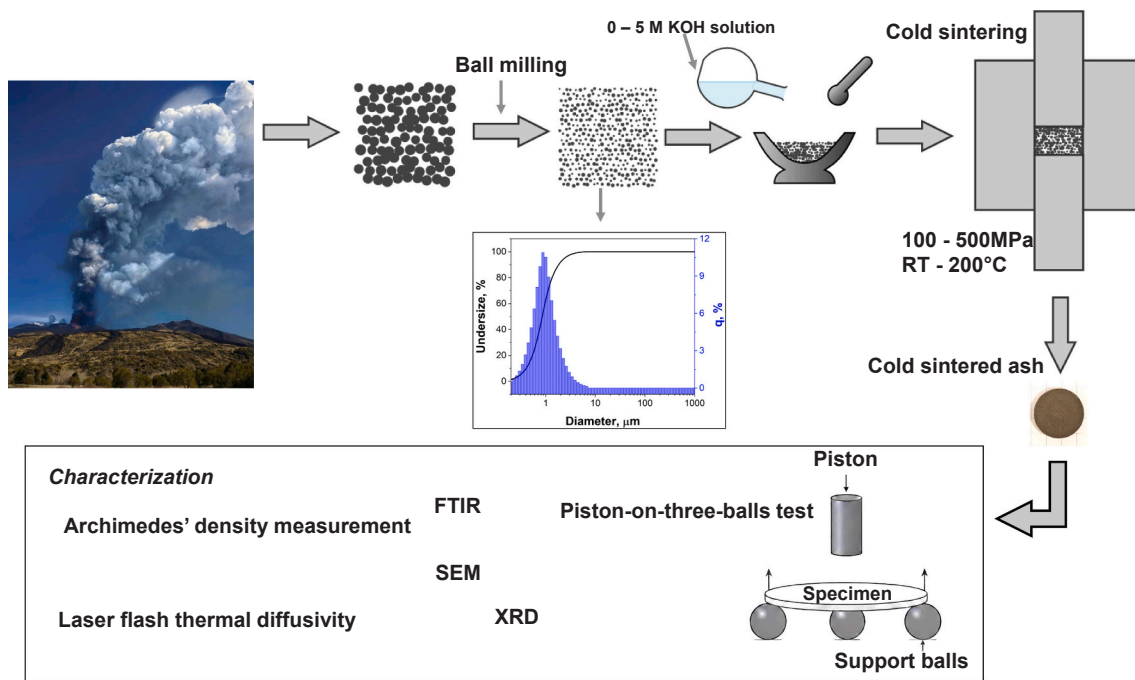 0 – 5 M KOH solution
Cold sintering
Ball milling
100 - 500MPa
RT - 200°C
Undersize, %
100
80
60
40
20
0
12
9
6
3
0
q, %
1
10
100
1000
Diameter, μm
Cold sintered ash
Characterization
Piston
FTIR
Piston-on-three-balls test
Archimedes’ density measurement
SEM
Specimen
Laser flash thermal diffusivity
XRD
Support balls